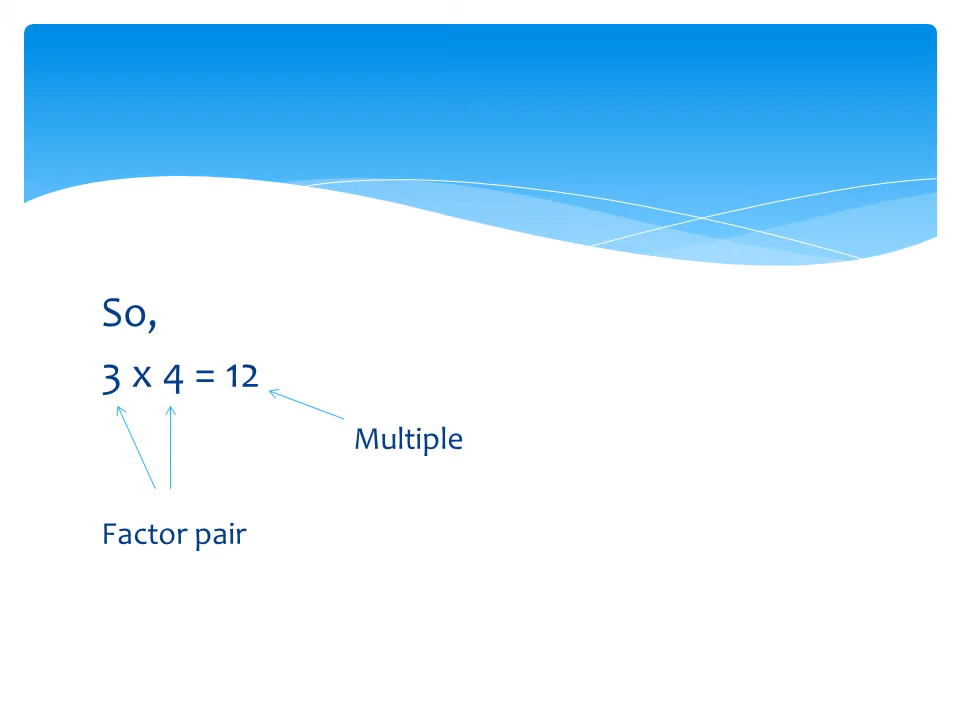 So,
3 x 4 = 12
Multiple
Factor pair